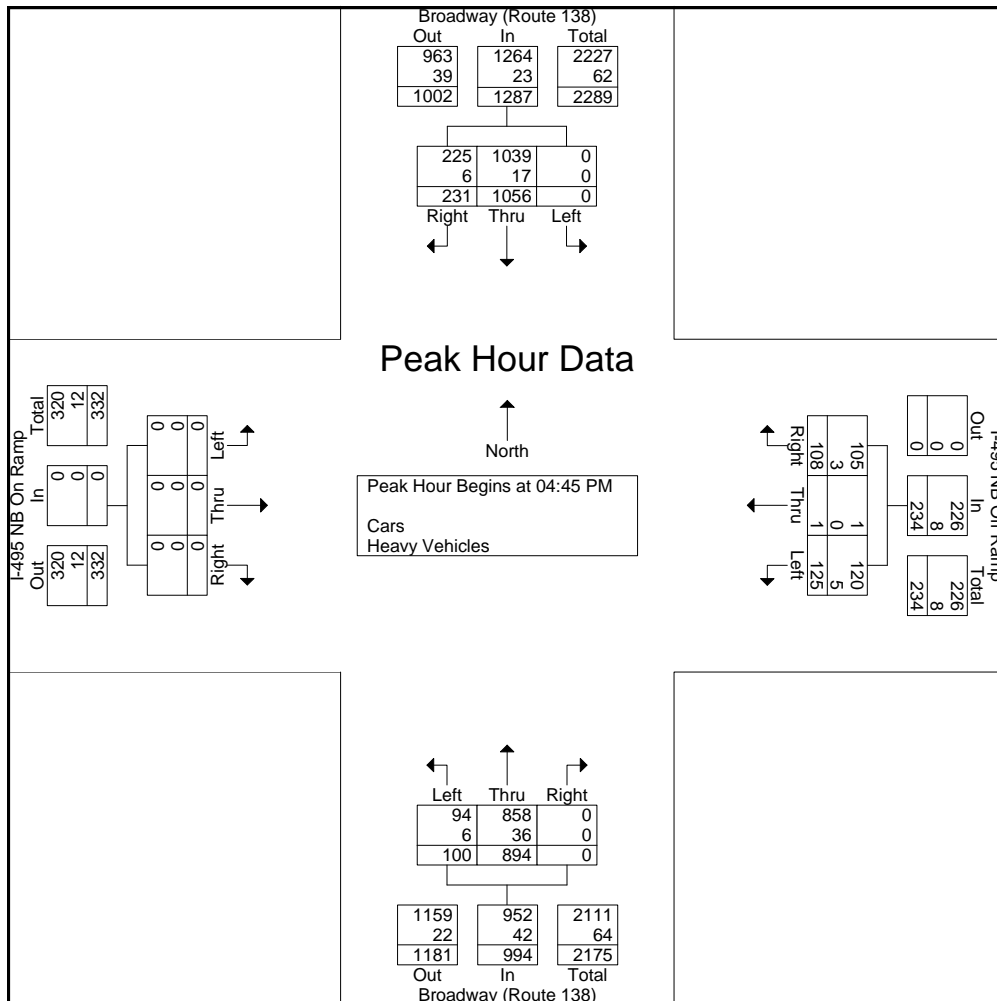 Broadway (Route 138)
Out In Total
963 1264 2227
39 23 62
1002 1287 2289
225 1039 0
6 17 0
231 1056 0
Right Thru Left
Peak Hour Data
North
Peak Hour Begins at 04:45 PM
Cars
Heavy Vehicles
I-495 NB On Ramp
Total In Out
320 0 320
12 0 12
332 0 332
Left Thru Right
0 0 0
0 0 0
0 0 0
I-495 NB On Ramp
Out In Total
0 226 226
0 8 8
0 234 234
105 1 120
3 0 5
108 1 125
Right Thru Left
Left Thru Right
94 858 0
6 36 0
100 894 0
1159 952 2111
22 42 64
1181 994 2175
Out In Total
Broadway (Route 138)